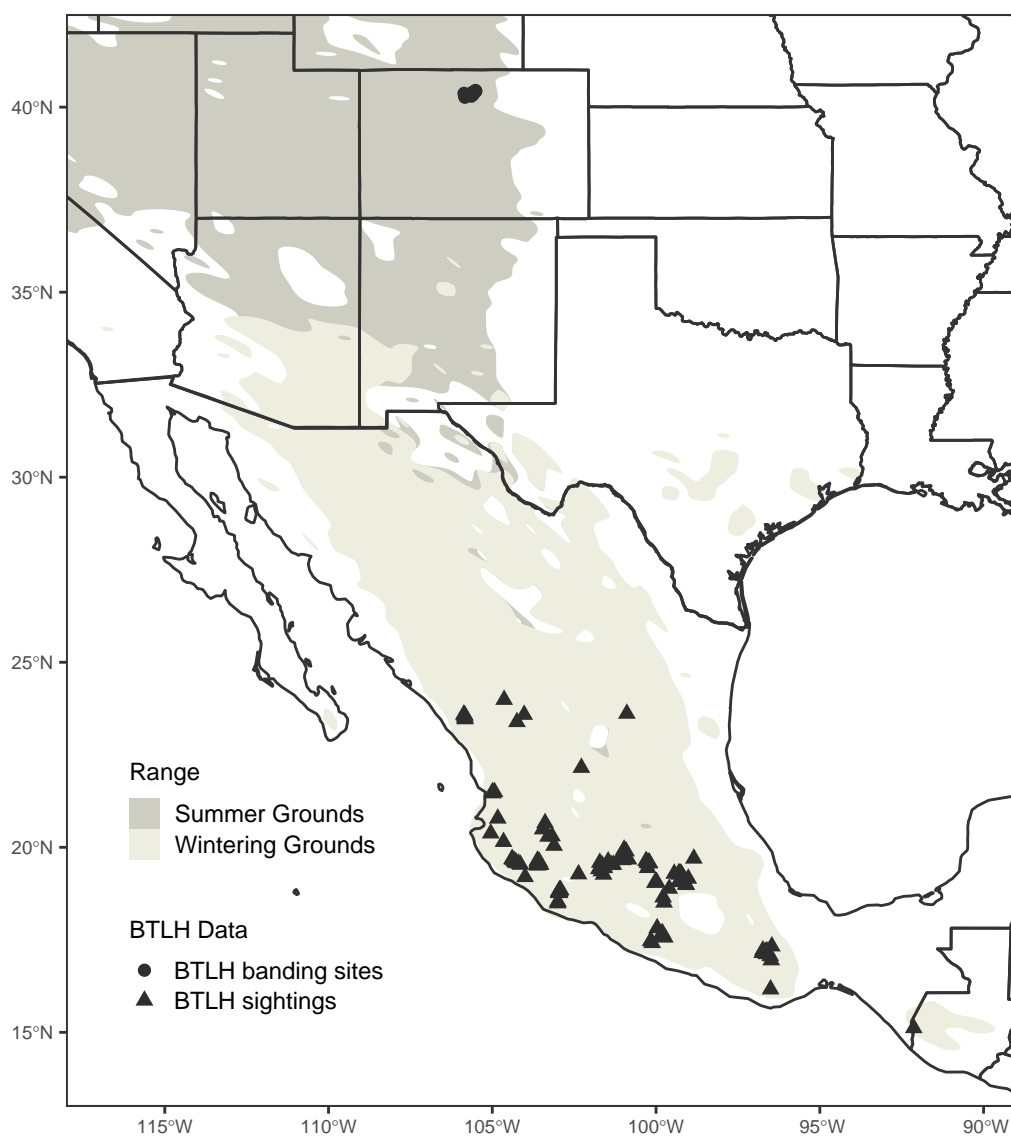 40°N
35°N
30°N
25°N
20°N
15°N
Range
Summer Grounds
Wintering Grounds
BTLH Data
BTLH banding sites
BTLH sightings
115°W
110°W
105°W
100°W
95°W
90°W